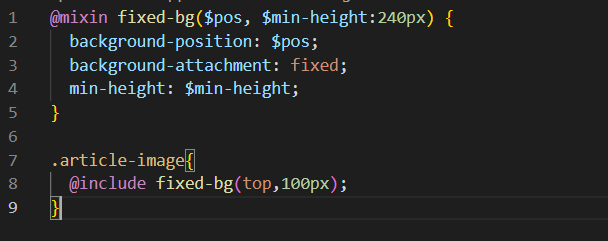 1 @mixin fixed-bg($pos, $min-height:240px) {
2 background-position: $pos;
3 background-attachment: fixed;
4 min-height: $min-height;
5 }
6
7 .article-image{
8 @include fixed-bg(top,100px);
9 }